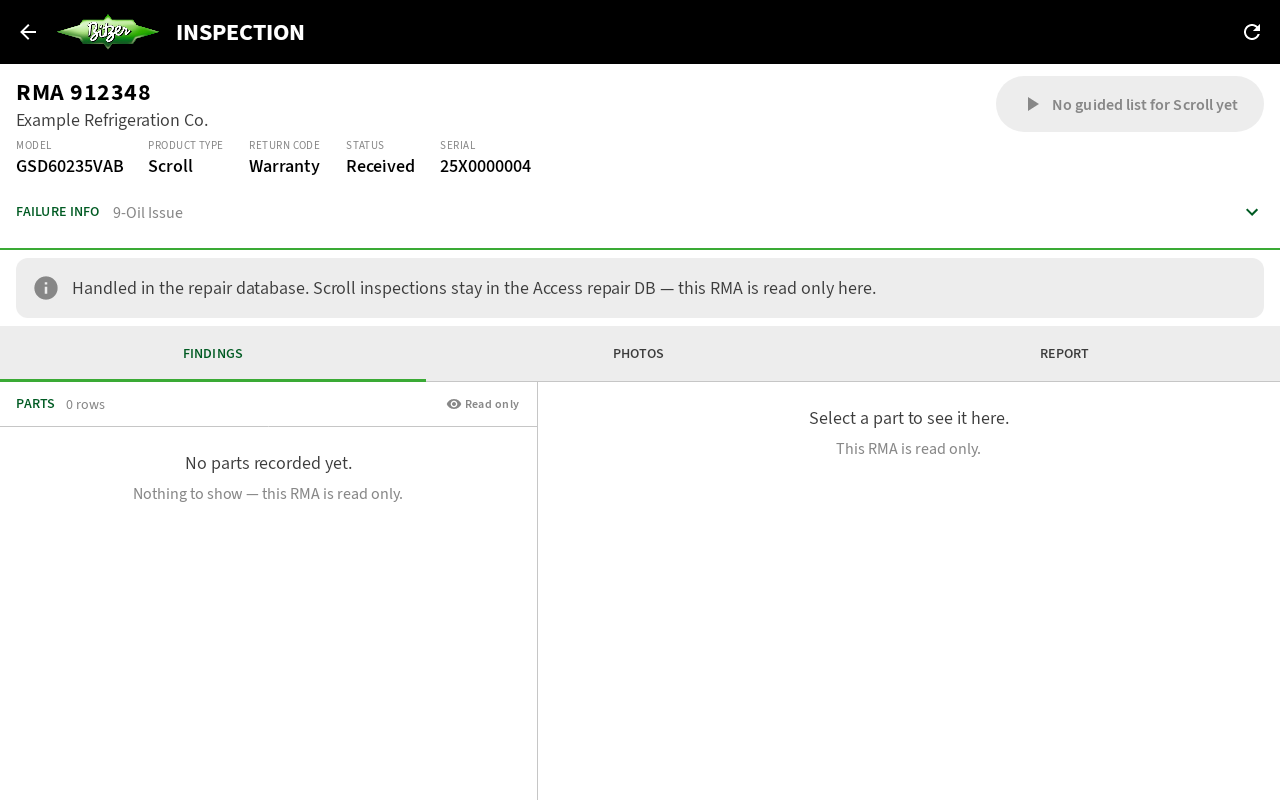 Bitzer
INSPECTION
RMA 912348
Example Refrigeration Co.
No guided list for Scroll yet
MODEL PRODUCT TYPE RETURN CODE STATUS SERIAL
GSD60235VAB Scroll Warranty Received 25X0000004
FAILURE INFO 9-Oil Issue
Handled in the repair database. Scroll inspections stay in the Access repair DB — this RMA is read only here.
FINDINGS PHOTOS REPORT
PARTS 0 rows Read only
No parts recorded yet.
Nothing to show — this RMA is read only.
Select a part to see it here.
This RMA is read only.